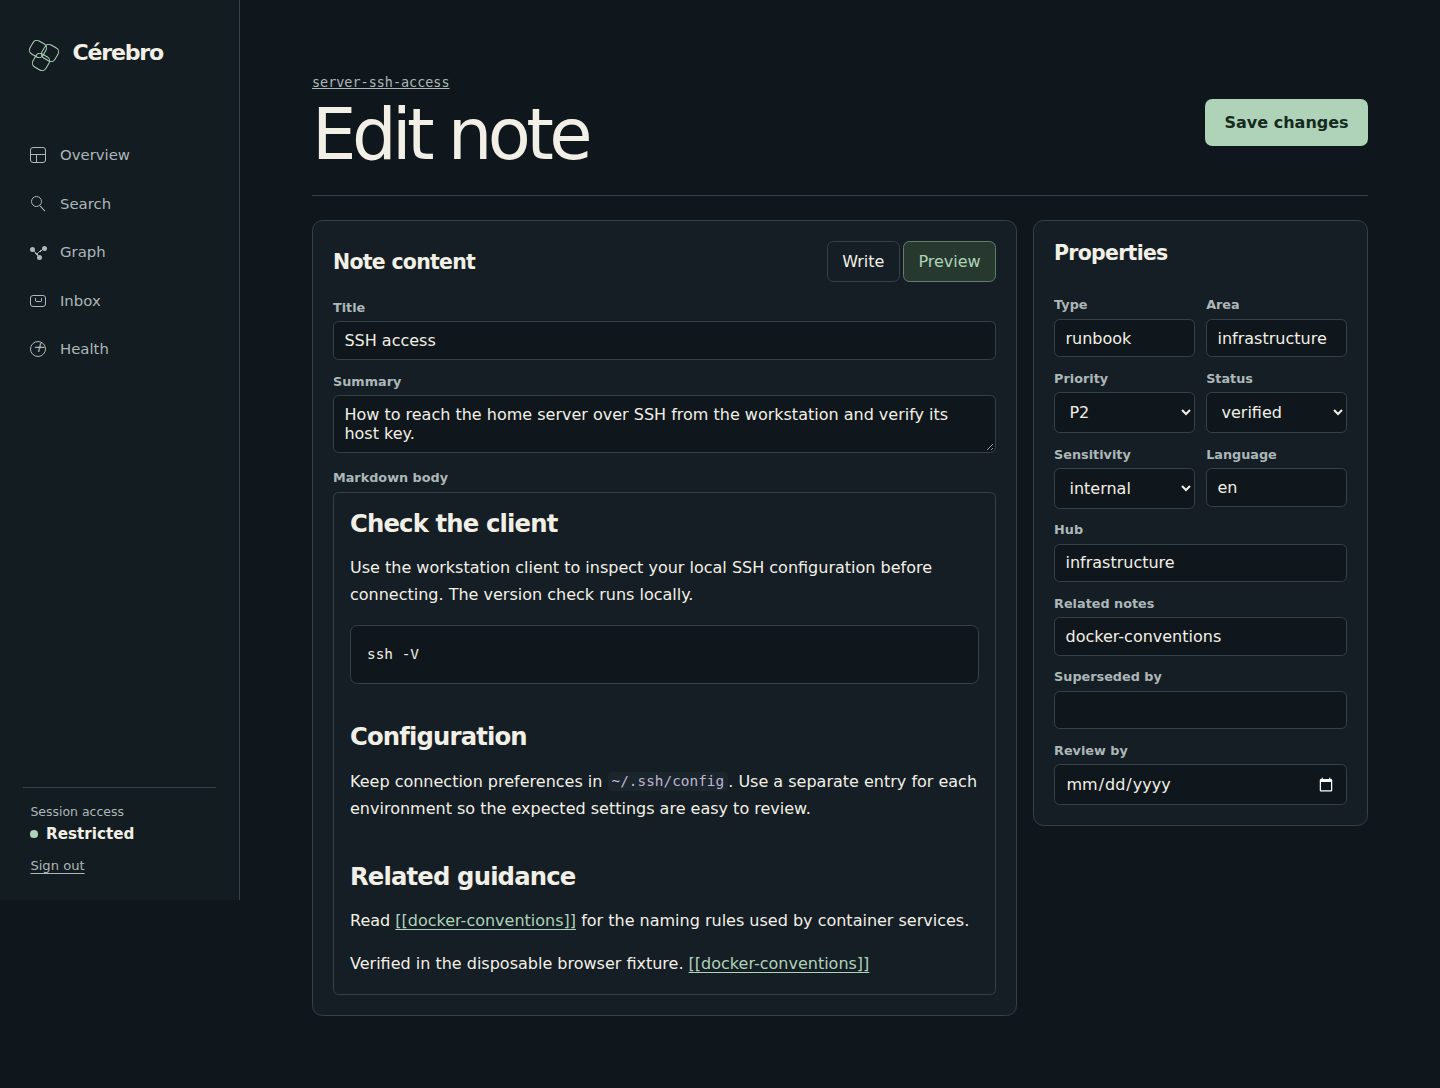 Cérebro
Overview
Search
Graph
Inbox
Health
Session access
Restricted
Sign out
server-ssh-access
Edit note
Save changes
Note content
Write
Preview
Title
SSH access
Summary
How to reach the home server over SSH from the workstation and verify its
host key.
Markdown body
Check the client
Use the workstation client to inspect your local SSH configuration before
connecting. The version check runs locally.
ssh -V
Configuration
Keep connection preferences in ~/.ssh/config. Use a separate entry for each
environment so the expected settings are easy to review.
Related guidance
Read [[docker-conventions]] for the naming rules used by container services.
Verified in the disposable browser fixture. [[docker-conventions]]
Properties
Type
Area
runbook
infrastructure
Priority
Status
P2
verified
Sensitivity
Language
internal
en
Hub
infrastructure
Related notes
docker-conventions
Superseded by
Review by
mm/dd/yyyy